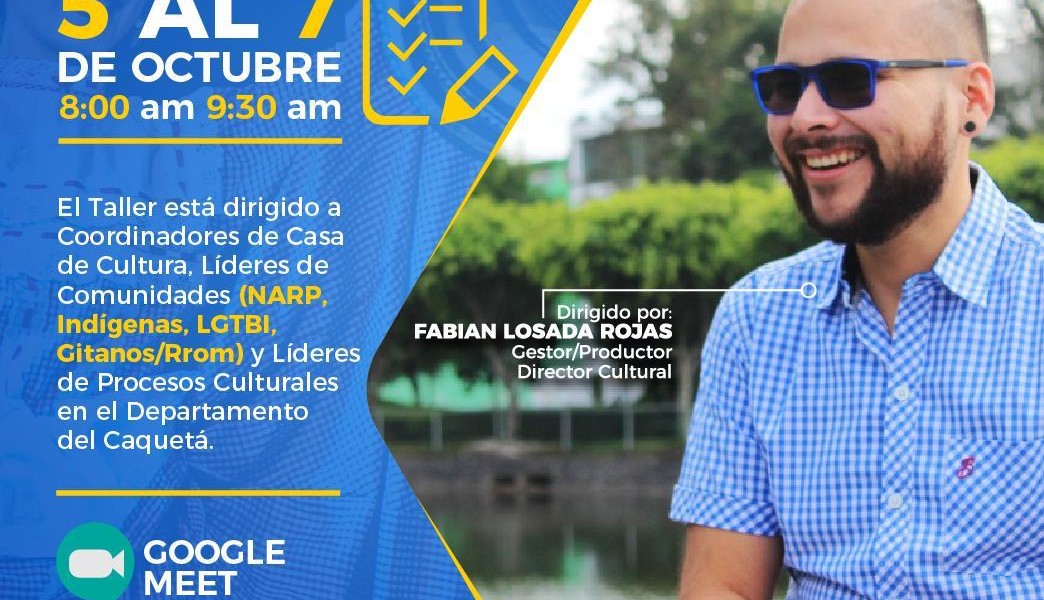 5 AL 7
DE OCTUBRE
8:00 am 9:30 am
El Taller está dirigido a
Coordinadores de Casa
de Cultura, Líderes de
Comunidades (NARP,
Indígenas, LGTBI,
Gitanos/Rrom) y Líderes
de Procesos Culturales
en el Departamento
del Caquetá.
Dirigido por:
FABIAN LOSADA ROJAS
Gestor/Productor
Director Cultural
GOOGLE
MEET